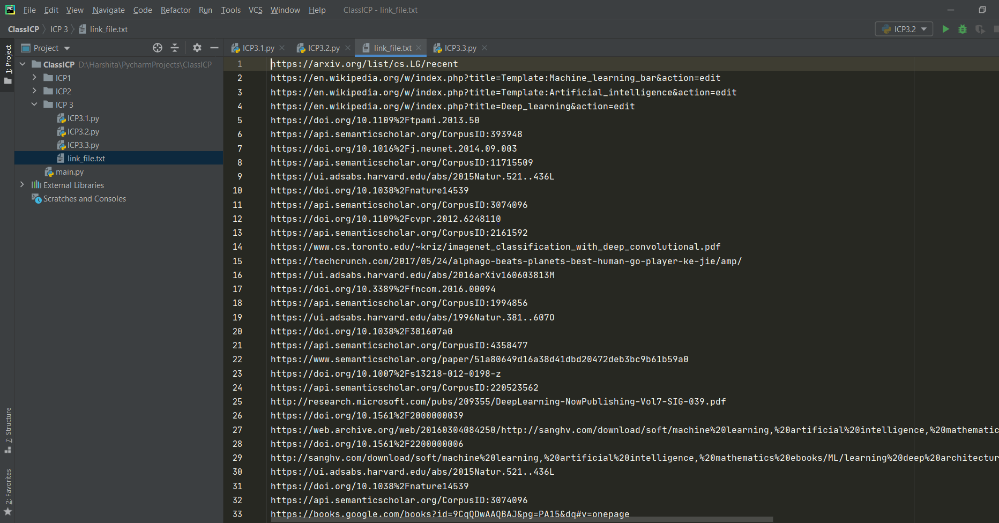 File Edit View Navigate Code Refactor Run Tools VCS Window Help ClassICP - link_file.txt
ClassICP ICP 3 link_file.txt ICP3.2
Project
ICP3.1.py ICP3.2.py link_file.txt ICP3.3.py
1: Project
ClassICP D:\Harshita\PycharmProjects\ClassICP
ICP1
ICP2
ICP 3
ICP3.1.py
ICP3.2.py
ICP3.3.py
link_file.txt
main.py
External Libraries
Scratches and Consoles
7: Structure
2: Favorites
1 https://arxiv.org/list/cs.LG/recent
2 https://en.wikipedia.org/w/index.php?title=Template:Machine_learning_bar&action=edit
3 https://en.wikipedia.org/w/index.php?title=Template:Artificial_intelligence&action=edit
4 https://en.wikipedia.org/w/index.php?title=Deep_learning&action=edit
5 https://doi.org/10.1109%2Ftpami.2013.50
6 https://api.semanticscholar.org/CorpusID:393948
7 https://doi.org/10.1016%2Fj.neunet.2014.09.003
8 https://api.semanticscholar.org/CorpusID:11715509
9 https://ui.adsabs.harvard.edu/abs/2015Natur.521..436L
10 https://doi.org/10.1038%2Fnature14539
11 https://api.semanticscholar.org/CorpusID:3074096
12 https://doi.org/10.1109%2Fcvpr.2012.6248110
13 https://api.semanticscholar.org/CorpusID:2161592
14 https://www.cs.toronto.edu/~kriz/imagenet_classification_with_deep_convolutional.pdf
15 https://techcrunch.com/2017/05/24/alphago-beats-planets-best-human-go-player-ke-jie/amp/
16 https://ui.adsabs.harvard.edu/abs/2016arXiv160603813M
17 https://doi.org/10.3389%2Ffncom.2016.00094
18 https://api.semanticscholar.org/CorpusID:1994856
19 https://ui.adsabs.harvard.edu/abs/1996Natur.381..607O
20 https://doi.org/10.1038%2F381607a0
21 https://api.semanticscholar.org/CorpusID:4358477
22 https://www.semanticscholar.org/paper/51a80649d16a38d41dbd20472deb3bc9b61b59a0
23 https://doi.org/10.1007%2Fs13218-012-0198-z
24 https://api.semanticscholar.org/CorpusID:220523562
25 http://research.microsoft.com/pubs/209355/DeepLearning-NowPublishing-Vol7-SIG-039.pdf
26 https://doi.org/10.1561%2F2000000039
27 https://web.archive.org/web/20160304084250/http://sanghv.com/download/soft/machine%20learning,%20artificial%20intelligence,%20mathematic
28 https://doi.org/10.1561%2F2200000006
29 http://sanghv.com/download/soft/machine%20learning,%20artificial%20intelligence,%20mathematics%20ebooks/ML/learning%20deep%20architectur
30 https://ui.adsabs.harvard.edu/abs/2015Natur.521..436L
31 https://doi.org/10.1038%2Fnature14539
32 https://api.semanticscholar.org/CorpusID:3074096
33 https://books.google.com/books?id=9CqQDwAAQBAJ&pg=PA15&dq#v=onepage